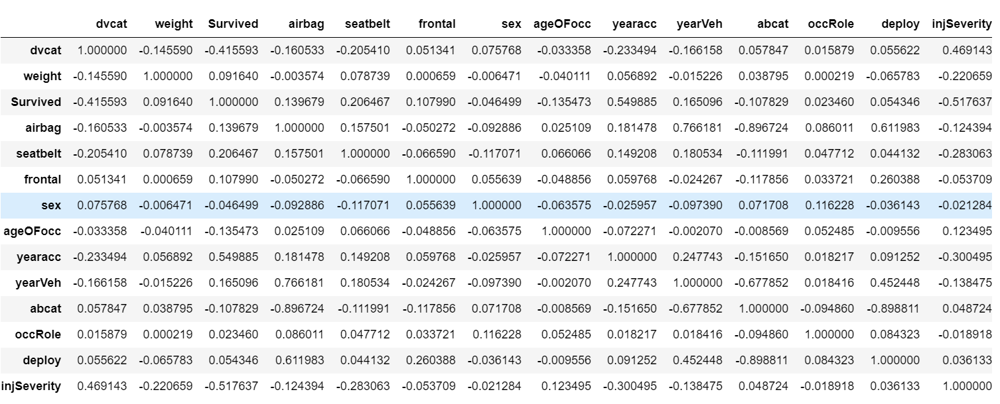 dvcat weight Survived airbag seatbelt frontal sex ageOFocc yearacc yearVeh abcat occRole deploy injSeverity
dvcat 1.000000 -0.145590 -0.415593 -0.160533 -0.205410 0.051341 0.075768 -0.033358 -0.233494 -0.166158 0.057847 0.015879 0.055622 0.469143
weight -0.145590 1.000000 0.091640 -0.003574 0.078739 0.000659 -0.006471 -0.040111 0.056892 -0.015226 0.038795 0.000219 -0.065783 -0.220659
Survived -0.415593 0.091640 1.000000 0.139679 0.206467 0.107990 -0.046499 -0.135473 0.549885 0.165096 -0.107829 0.023460 0.054346 -0.517637
airbag -0.160533 -0.003574 0.139679 1.000000 0.157501 -0.050272 -0.092886 0.025109 0.181478 0.766181 -0.896724 0.086011 0.611983 -0.124394
seatbelt -0.205410 0.078739 0.206467 0.157501 1.000000 -0.066590 -0.117071 0.066066 0.149208 0.180534 -0.111991 0.047712 0.044132 -0.283063
frontal 0.051341 0.000659 0.107990 -0.050272 -0.066590 1.000000 0.055639 -0.048856 0.059768 -0.024267 -0.117856 0.033721 0.260388 -0.053709
sex 0.075768 -0.006471 -0.046499 -0.092886 -0.117071 0.055639 1.000000 -0.063575 -0.025957 -0.097390 0.071708 0.116228 -0.036143 -0.021284
ageOFocc -0.033358 -0.040111 -0.135473 0.025109 0.066066 -0.048856 -0.063575 1.000000 -0.072271 -0.002070 -0.008569 0.052485 -0.009556 0.123495
yearacc -0.233494 0.056892 0.549885 0.181478 0.149208 0.059768 -0.025957 -0.072271 1.000000 0.247743 -0.151650 0.018217 0.091252 -0.300495
yearVeh -0.166158 -0.015226 0.165096 0.766181 0.180534 -0.024267 -0.097390 -0.002070 0.247743 1.000000 -0.677852 0.018416 0.452448 -0.138475
abcat 0.057847 0.038795 -0.107829 -0.896724 -0.111991 -0.117856 0.071708 -0.008569 -0.151650 -0.677852 1.000000 -0.094860 -0.898811 0.048724
occRole 0.015879 0.000219 0.023460 0.086011 0.047712 0.033721 0.116228 0.052485 0.018217 0.018416 -0.094860 1.000000 0.084323 -0.018918
deploy 0.055622 -0.065783 0.054346 0.611983 0.044132 0.260388 -0.036143 -0.009556 0.091252 0.452448 -0.898811 0.084323 1.000000 0.036133
injSeverity 0.469143 -0.220659 -0.517637 -0.124394 -0.283063 -0.053709 -0.021284 0.123495 -0.300495 -0.138475 0.048724 -0.018918 0.036133 1.000000